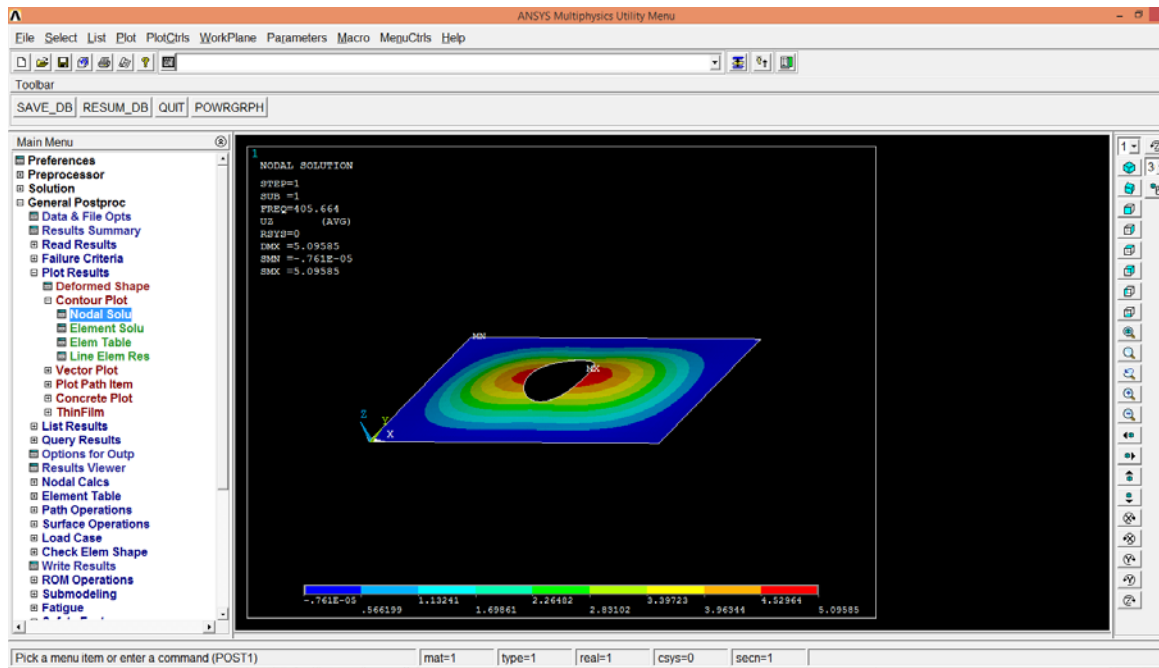 ANSYS Multiphysics Utility Menu
File Select List Plot PlotCtrls WorkPlane Parameters Macro MenuCtrls Help
Toolbar
SAVE_DB RESUM_DB QUIT POWRGRPH
Main Menu
Preferences
Preprocessor
Solution
General Postproc
Data & File Opts
Results Summary
Read Results
Failure Criteria
Plot Results
Deformed Shape
Contour Plot
Nodal Solu
Element Solu
Elem Table
Line Elem Res
Vector Plot
Plot Path Item
Concrete Plot
ThinFilm
List Results
Query Results
Options for Outp
Results Viewer
Nodal Calcs
Element Table
Path Operations
Surface Operations
Load Case
Check Elem Shape
Write Results
ROM Operations
Submodeling
Fatigue
1
NODAL SOLUTION
STEP=1
SUB =1
FREQ=405.664
UZ (AVG)
RSYS=0
DMX =5.09585
SMN =-.761E-05
SMX =5.09585
MN
MX
Z
Y
X
-.761E-05 1.13241 2.26482 3.39723 4.52964
.566199 1.69861 2.83102 3.96344 5.09585
1
3
Pick a menu item or enter a command (POST1) mat=1 type=1 real=1 csys=0 secn=1